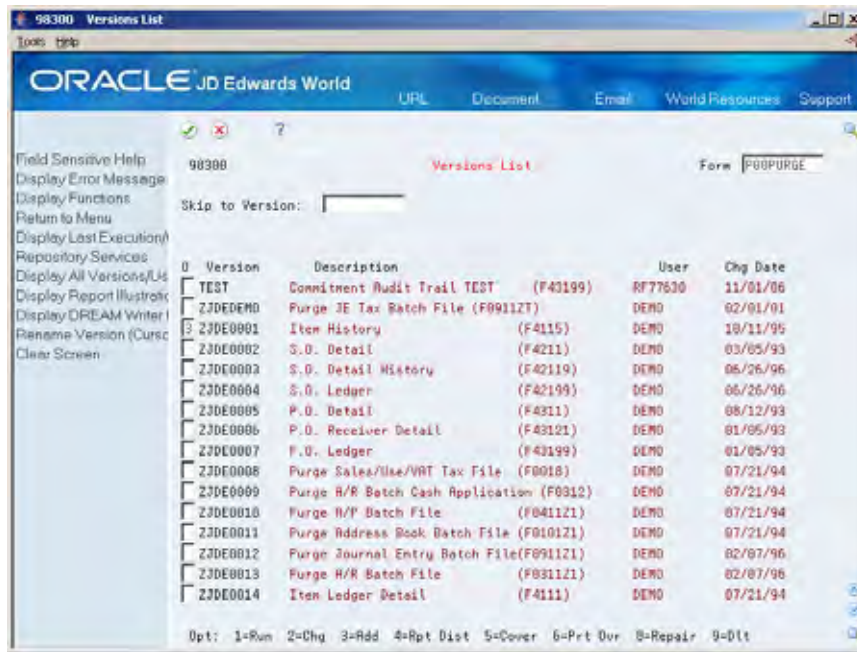 98300 Versions List
Tools Help
ORACLE JD Edwards World
URL Document Email World Resources Support
?
Field Sensitive Help
Display Error Message
Display Functions
Return to Menu
Display Last Execution/
Repository Services
Display All Versions/Us
Display Report Illustratio
Display DREAM Writer
Rename Version (Curso
Clear Screen
98300 Versions List Form P00PURGE
Skip to Version:
O Version Description User Chg Date
TEST Commitment Audit Trail TEST (F43199) RF77630 11/01/06
ZJDEDEMO Purge JE Tax Batch File (F0911ZT) DEMO 02/01/01
3 ZJDE0001 Item History (F4115) DEMO 10/11/95
ZJDE0002 S.O. Detail (F4211) DEMO 03/05/93
ZJDE0003 S.O. Detail History (F42119) DEMO 06/26/96
ZJDE0004 S.O. Ledger (F42199) DEMO 06/26/96
ZJDE0005 P.O. Detail (F4311) DEMO 08/12/93
ZJDE0006 P.O. Receiver Detail (F43121) DEMO 01/05/93
ZJDE0007 P.O. Ledger (F43199) DEMO 01/05/93
ZJDE0008 Purge Sales/Use/VAT Tax File (F0018) DEMO 07/21/94
ZJDE0009 Purge A/R Batch Cash Application (F0312) DEMO 07/21/94
ZJDE0010 Purge A/P Batch File (F0411Z1) DEMO 07/21/94
ZJDE0011 Purge Address Book Batch File (F0101Z1) DEMO 07/21/94
ZJDE0012 Purge Journal Entry Batch File(F0911Z1) DEMO 02/07/96
ZJDE0013 Purge A/R Batch File (F0311Z1) DEMO 02/07/96
ZJDE0014 Item Ledger Detail (F4111) DEMO 07/21/94
Opt: 1=Run 2=Chg 3=Add 4=Rpt Dist 5=Cover 6=Prt Ovr 8=Repair 9=Dlt